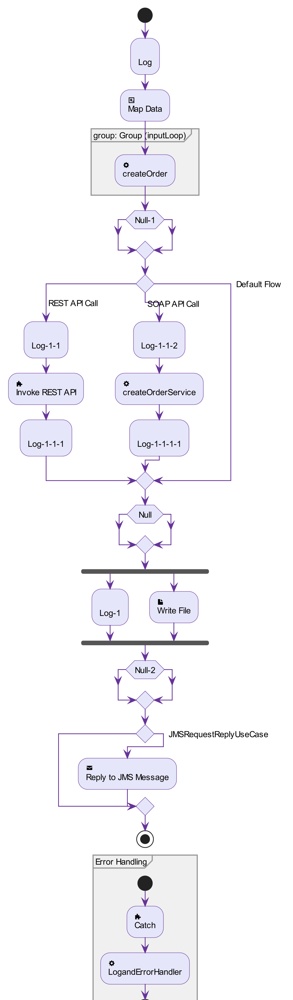 Log
Map Data
group: Group (inputLoop)
createOrder
Null-1
Default Flow
REST API Call
SOAP API Call
Log-1-1
Log-1-1-2
Invoke REST API
createOrderService
Log-1-1-1
Log-1-1-1-1
Null
Log-1
Write File
Null-2
JMSRequestReplyUseCase
Reply to JMS Message
Error Handling
Catch
LogandErrorHandler